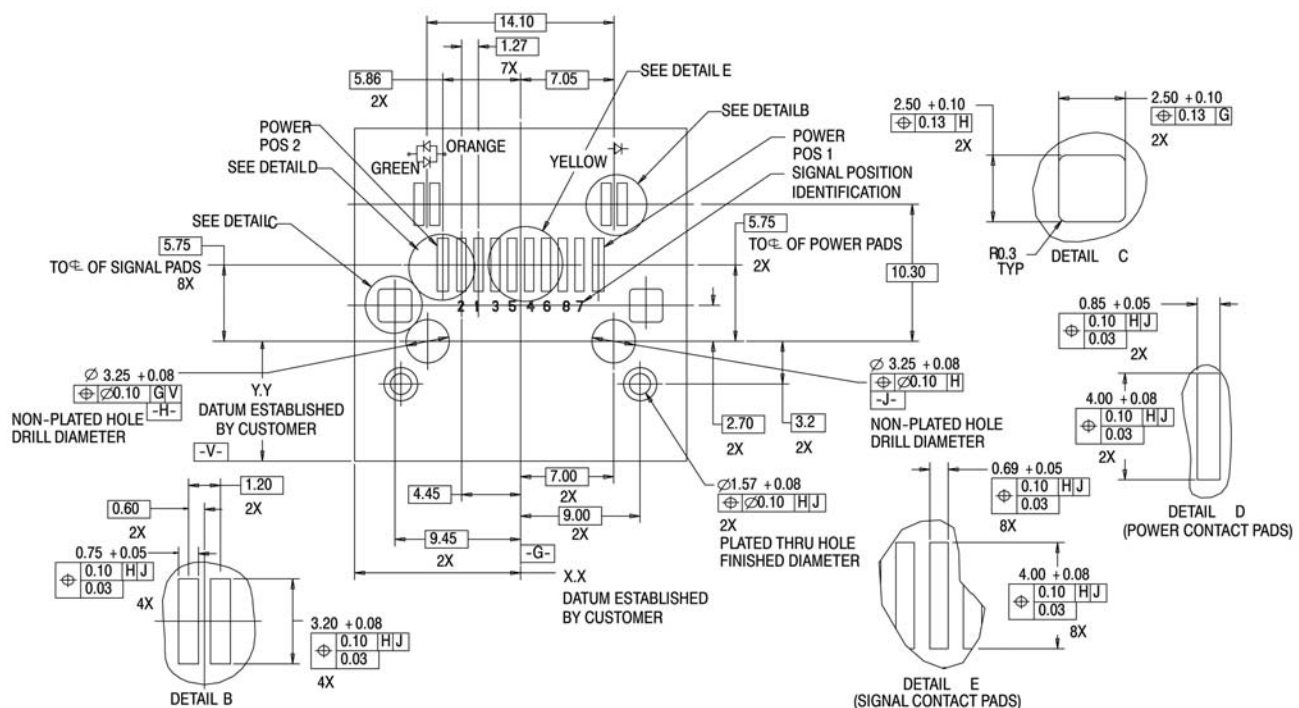 14.10
1.27
7X
5.86
2X
7.05
SEE DETAIL E
SEE DETAILB
POWER
POS 2
POWER
POS 1
SEE DETAILD
GREEN
ORANGE
YELLOW
SIGNAL POSITION
IDENTIFICATION
SEE DETAILC
5.75
TO ℄ OF SIGNAL PADS
8X
5.75
TO ℄ OF POWER PADS
2X
10.30
2 1 3 5 4 6 8 7
2.50 +0.10
⌖ 0.13 H
2X
2.50 +0.10
⌖ 0.13 G
2X
R0.3
TYP
DETAIL C
0.85 +0.05
⌖ 0.10 H J
0.03
2X
4.00 +0.08
⌖ 0.10 H J
0.03
2X
DETAIL D
(POWER CONTACT PADS)
Ø 3.25 +0.08
⌖ Ø0.10 G V
-H-
NON-PLATED HOLE
DRILL DIAMETER
Y.Y
DATUM ESTABLISHED
BY CUSTOMER
-V-
Ø 3.25 +0.08
⌖ Ø0.10 H
-J-
NON-PLATED HOLE
DRILL DIAMETER
2.70
2X
3.2
2X
4.45
7.00
2X
9.00
2X
9.45
2X
-G-
X.X
DATUM ESTABLISHED
BY CUSTOMER
Ø1.57 +0.08
⌖ Ø0.10 H J
2X
PLATED THRU HOLE
FINISHED DIAMETER
1.20
2X
0.60
2X
0.75 +0.05
⌖ 0.10 H J
0.03
4X
3.20 +0.08
⌖ 0.10 H J
0.03
4X
DETAIL B
0.69 +0.05
⌖ 0.10 H J
0.03
8X
4.00 +0.08
⌖ 0.10 H J
0.03
8X
DETAIL E
(SIGNAL CONTACT PADS)